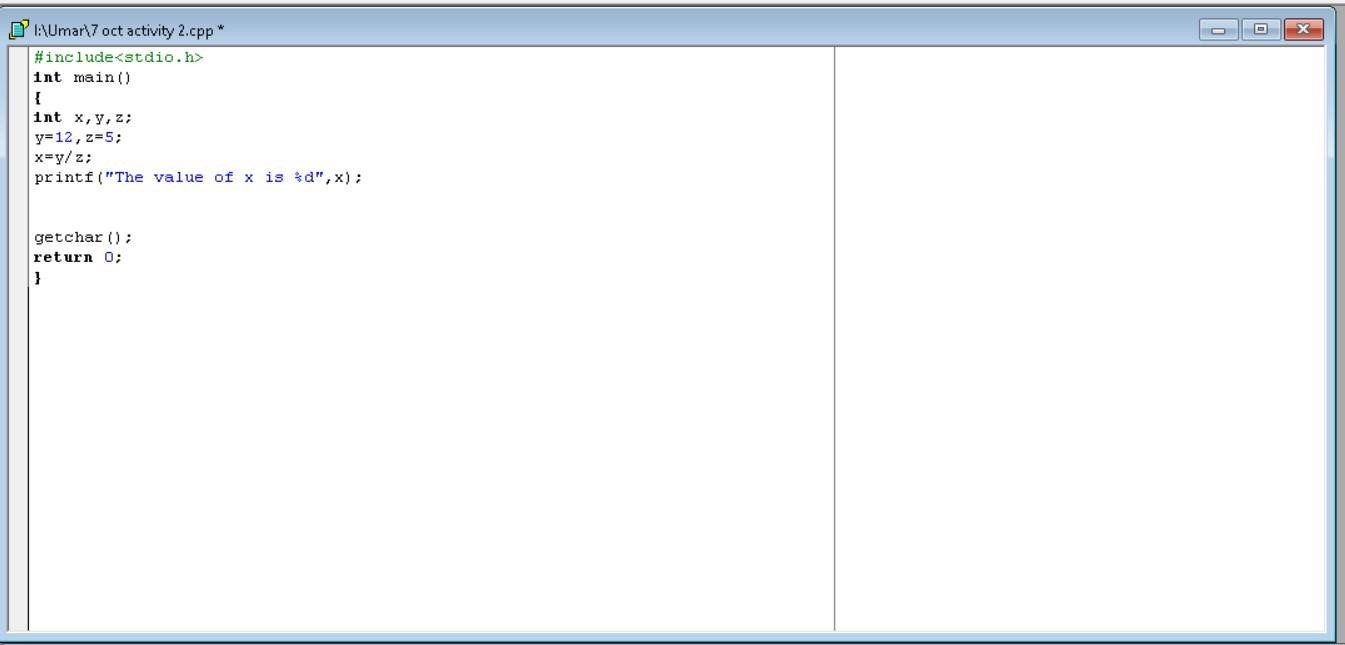 I:\Umar\7 oct activity 2.cpp *
#include<stdio.h>
int main()
{
int x,y,z;
y=12,z=5;
x=y/z;
printf("The value of x is %d",x);
getchar();
return 0;
}